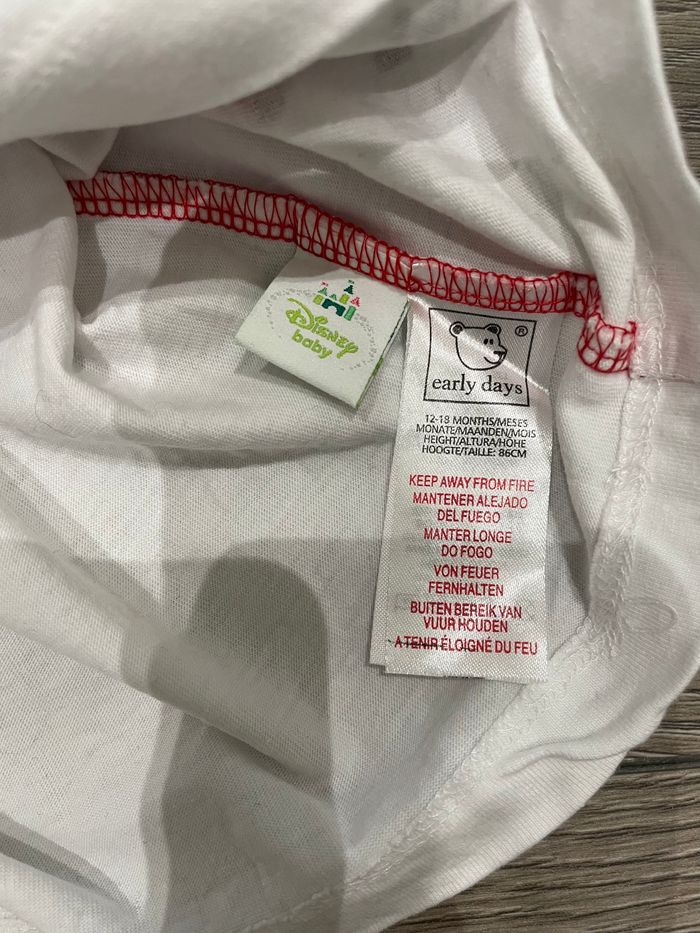 Disney
baby
®
early days
12-18 MONTHS/MESES
MONATE/MAANDEN/MOIS
HEIGHT/ALTURA/HOHE
HOOGTE/TAILLE: 86CM
KEEP AWAY FROM FIRE
MANTENER ALEJADO
DEL FUEGO
MANTER LONGE
DO FOGO
VON FEUER
FERNHALTEN
BUITEN BEREIK VAN
VUUR HOUDEN
A TENIR ÉLOIGNÉ DU FEU